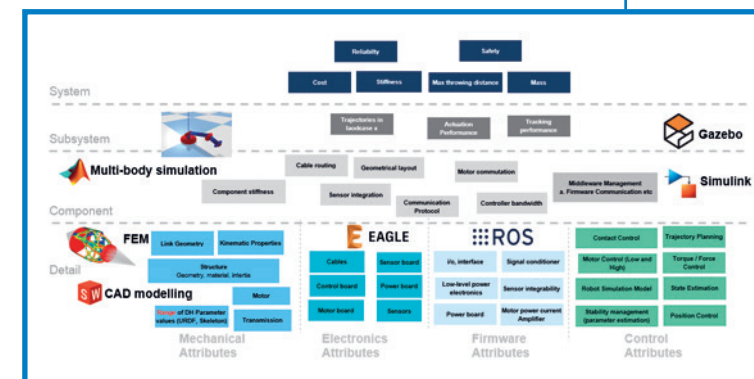 Reliabilty
Safety
Cost
Stiffness
Max throwing distance
Mass
System
Trajectories in
loadcase x
Actuation
Performance
Tracking
performance
Subsystem
Gazebo
Multi-body simulation
Cable routing
Geometrical layout
Motor commutation
Component stiffness
Sensor integration
Communication
Protocol
Controller bandwidth
Middleware Management
a. Firmware Communication etc
Simulink
Component
FEM
Link Geometry
Kinematic Properties
EAGLE
ROS
Contact Control
Trajectory Planning
Detail
Structure
Geometry, material, intertia
Cables
Sensor board
i/o, interface
Signal conditioner
Motor Control (Low and
High)
Torque / Force
Control
SW CAD modelling
Motor
Control board
Power board
Low-level power
electronics
Sensor integrability
Robot Simulation Model
State Estimation
Range of DH Parameter
values (URDF, Skeleton)
Transmission
Motor board
Sensors
Power board
Motor power current
Amplifier
Stability management
(parameter estimation)
Position Control
Mechanical
Attributes
Electronics
Attributes
Firmware
Attributes
Control
Attributes